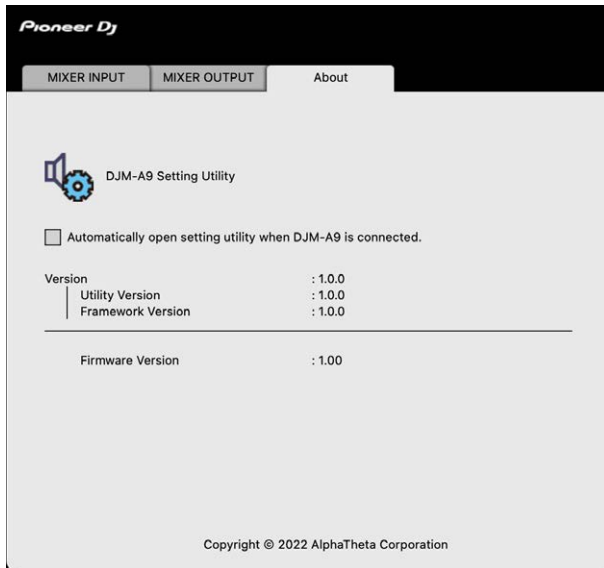 Pioneer Dj
MIXER INPUT MIXER OUTPUT About
DJM-A9 Setting Utility
Automatically open setting utility when DJM-A9 is connected.
Version : 1.0.0
Utility Version : 1.0.0
Framework Version : 1.0.0
Firmware Version : 1.00
Copyright © 2022 AlphaTheta Corporation